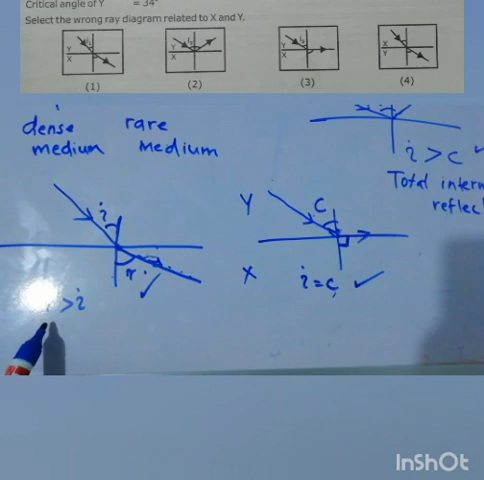 Critical angle of Y = 34°
Select the wrong ray diagram related to X and Y.
Y
X
Y
X
Y
X
X
Y
(1) (2) (3) (4)
dense rare
medium Medium
i > c
Total intern
reflec
i
r
> i
Y
C
X
i = c
InShOt